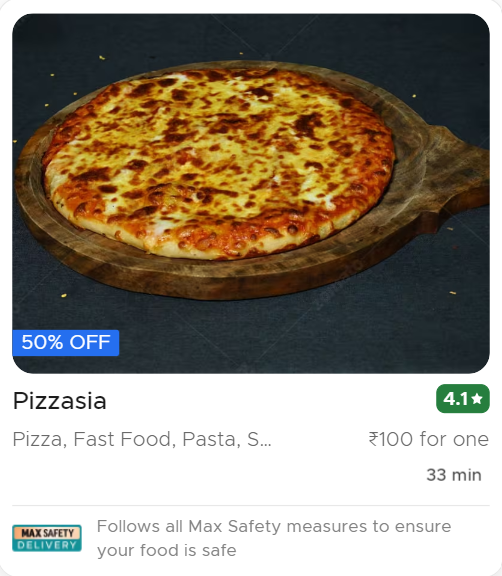 50% OFF
Pizzasia
4.1★
Pizza, Fast Food, Pasta, S...
₹100 for one
33 min
MAX SAFETY
DELIVERY
Follows all Max Safety measures to ensure
your food is safe